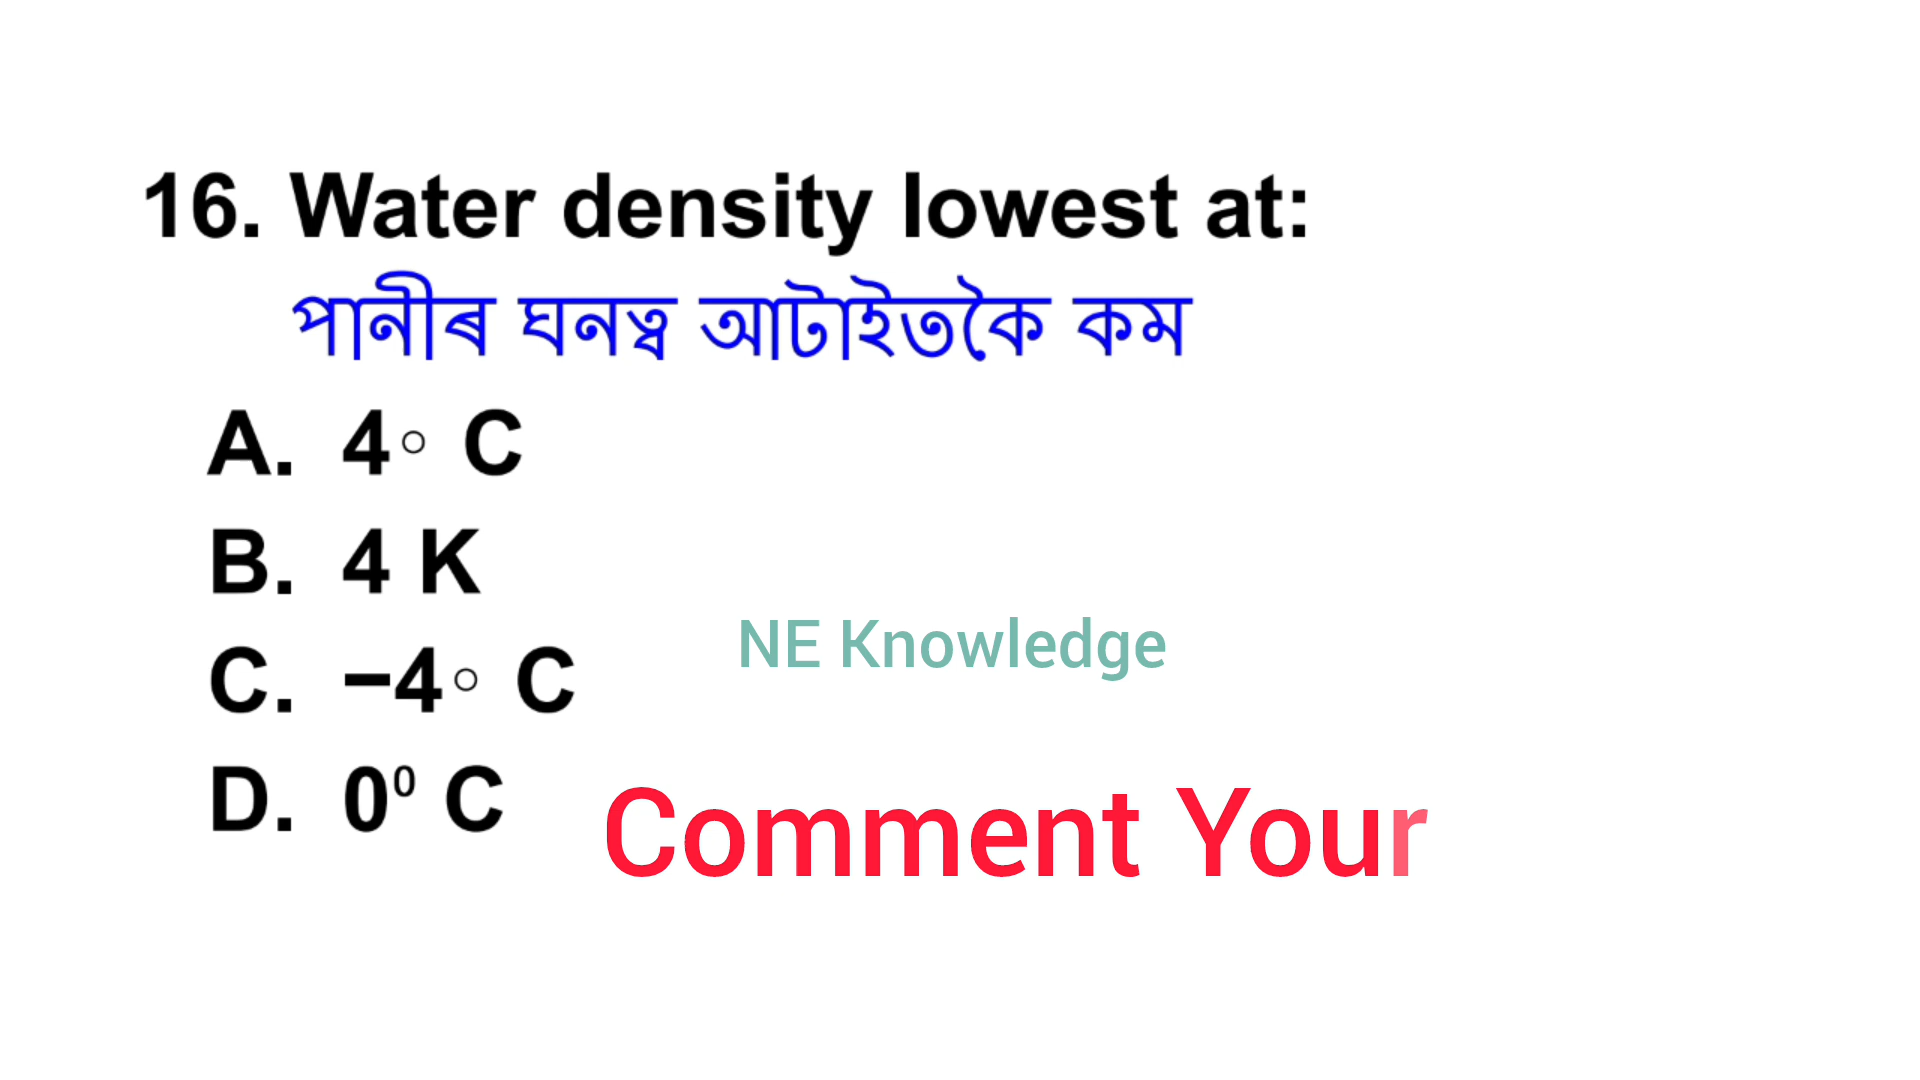 16. Water density lowest at:
পানীৰ ঘনত্ব আটাইতকৈ কম
A. 4◦ C
B. 4 K
C. −4◦ C
D. 0⁰ C
NE Knowledge
Comment Your